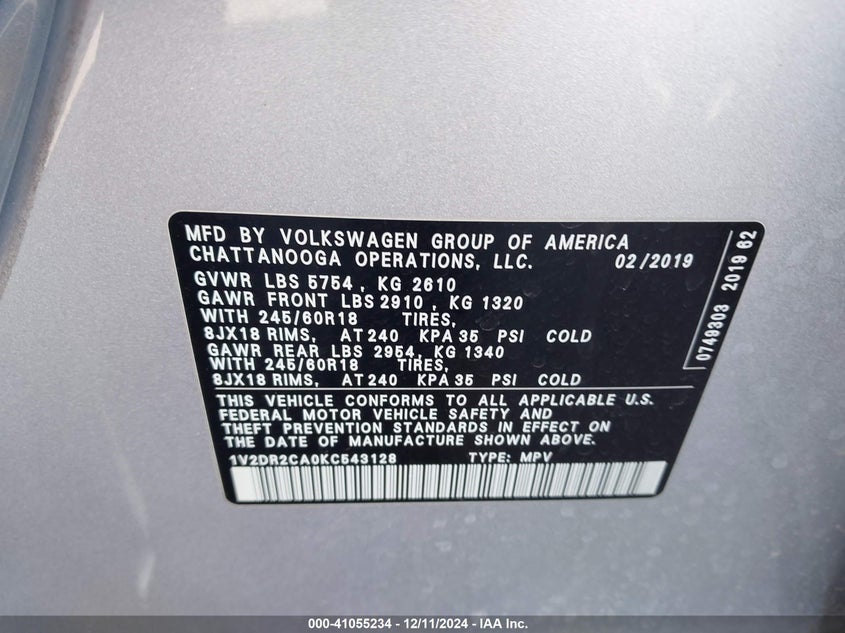 MFD BY VOLKSWAGEN GROUP OF AMERICA
CHATTANOOGA OPERATIONS, LLC. 02/2019
GVWR LBS 5754 , KG 2610
GAWR FRONT LBS 2910 , KG 1320
WITH 245/60R18 TIRES,
8JX18 RIMS, AT 240 KPA 35 PSI COLD
GAWR REAR LBS 2954, KG 1340
WITH 245/60R18 TIRES,
8JX18 RIMS, AT 240 KPA 35 PSI COLD
THIS VEHICLE CONFORMS TO ALL APPLICABLE U.S.
FEDERAL MOTOR VEHICLE SAFETY AND
THEFT PREVENTION STANDARDS IN EFFECT ON
THE DATE OF MANUFACTURE SHOWN ABOVE.
1V2DR2CA0KC543128 TYPE: MPV
0749303 2019 62
000-41055234 - 12/11/2024 - IAA Inc.